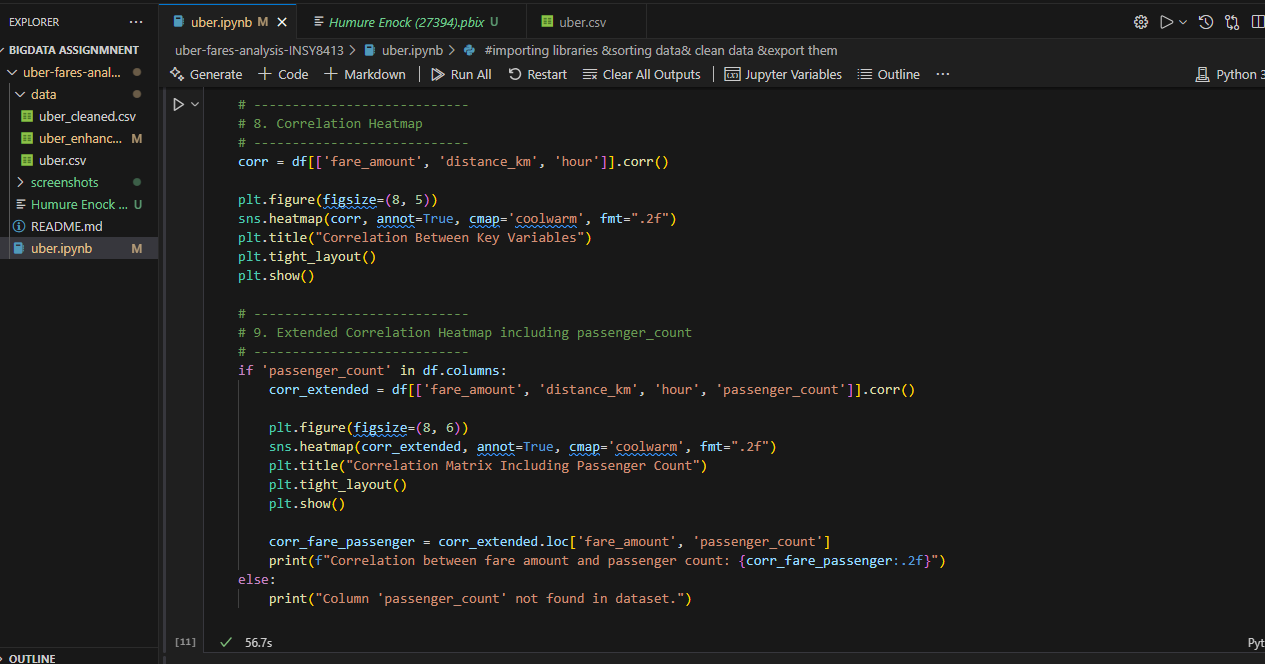 EXPLORER
BIGDATA ASSIGNMNENT
uber-fares-anal...
data
uber_cleaned.csv
uber_enhanc... M
uber.csv
screenshots
Humure Enock ... U
README.md
uber.ipynb M
OUTLINE
uber.ipynb M
Humure Enock (27394).pbix U
uber.csv
uber-fares-analysis-INSY8413 > uber.ipynb > #importing libraries &sorting data& clean data &export them
Generate + Code + Markdown Run All Restart Clear All Outputs Jupyter Variables Outline ... Python 3
# ----------------------------
# 8. Correlation Heatmap
# ----------------------------
corr = df[['fare_amount', 'distance_km', 'hour']].corr()
plt.figure(figsize=(8, 5))
sns.heatmap(corr, annot=True, cmap='coolwarm', fmt=".2f")
plt.title("Correlation Between Key Variables")
plt.tight_layout()
plt.show()
# ----------------------------
# 9. Extended Correlation Heatmap including passenger_count
# ----------------------------
if 'passenger_count' in df.columns:
    corr_extended = df[['fare_amount', 'distance_km', 'hour', 'passenger_count']].corr()
    plt.figure(figsize=(8, 6))
    sns.heatmap(corr_extended, annot=True, cmap='coolwarm', fmt=".2f")
    plt.title("Correlation Matrix Including Passenger Count")
    plt.tight_layout()
    plt.show()
    corr_fare_passenger = corr_extended.loc['fare_amount', 'passenger_count']
    print(f"Correlation between fare amount and passenger count: {corr_fare_passenger:.2f}")
else:
    print("Column 'passenger_count' not found in dataset.")
[11] 56.7s
Pyt